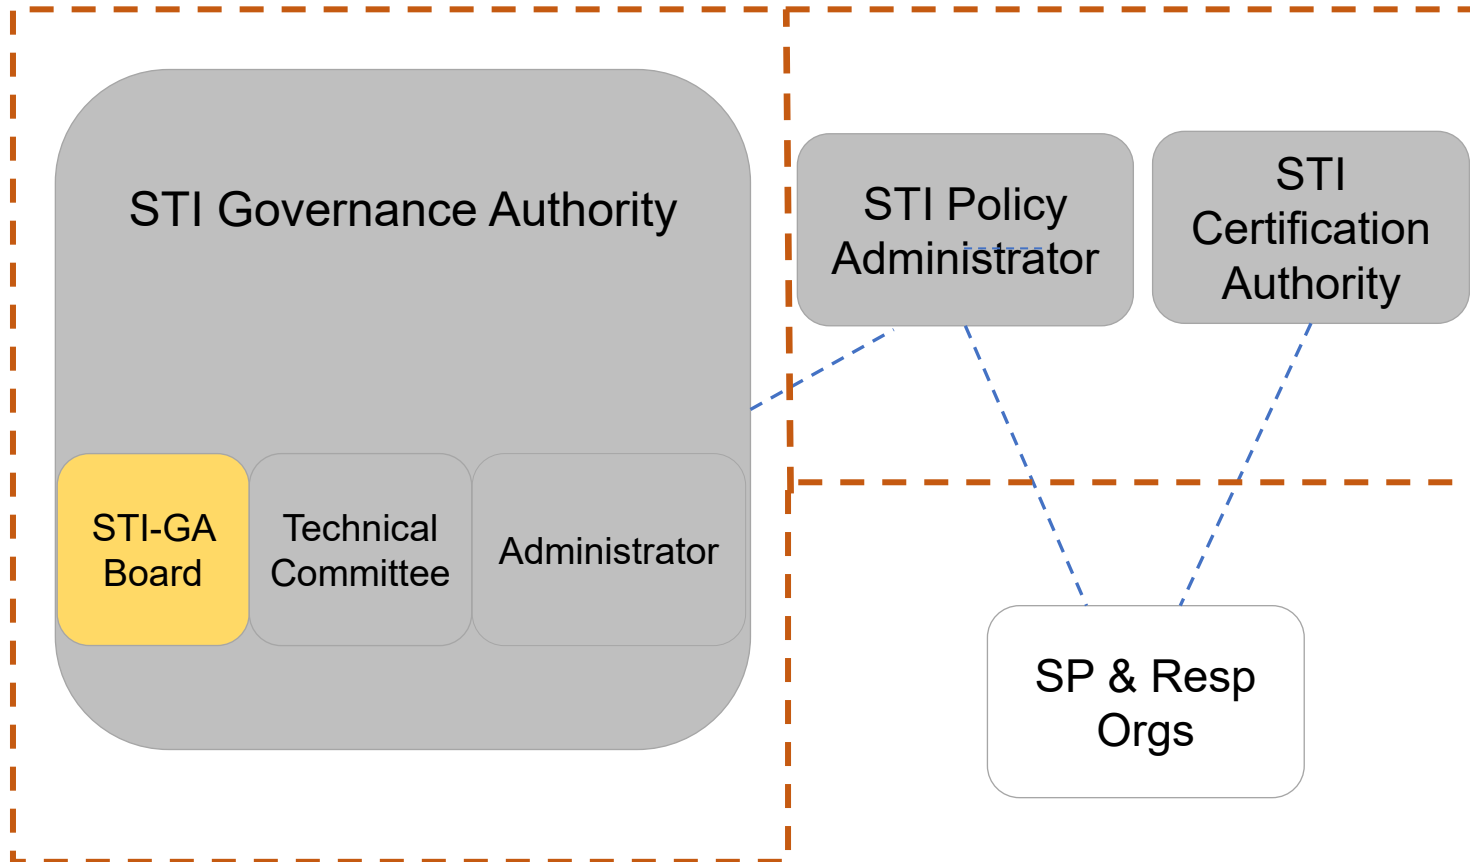 STI Governance Authority
STI-GA
Board
Technical
Committee
Administrator
STI Policy
Administrator
STI
Certification
Authority
SP & Resp
Orgs